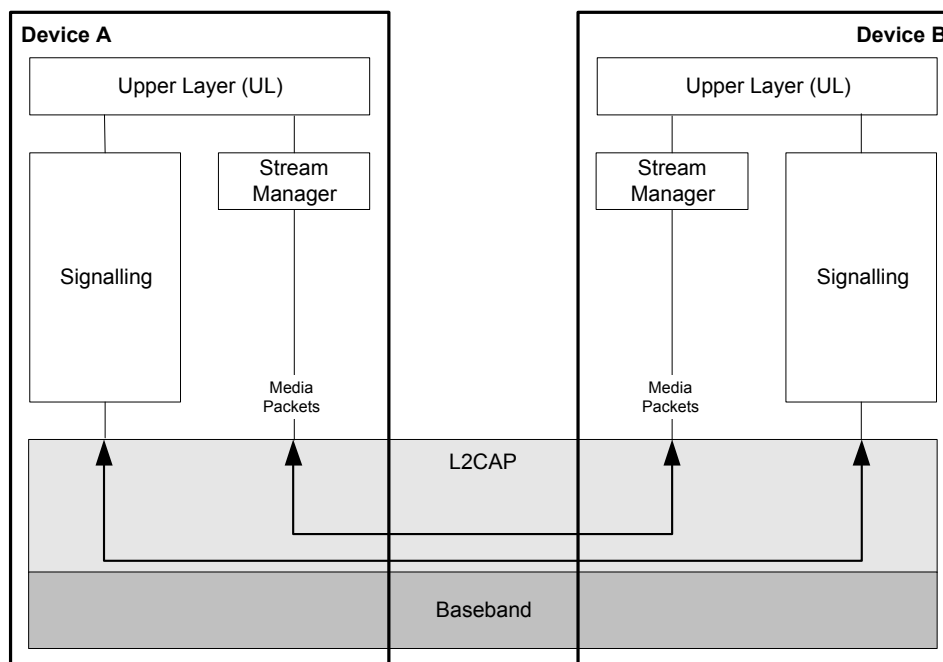 Device A
Device B
Upper Layer (UL)
Upper Layer (UL)
Signalling
Stream
Manager
Stream
Manager
Signalling
Media
Packets
Media
Packets
L2CAP
Baseband